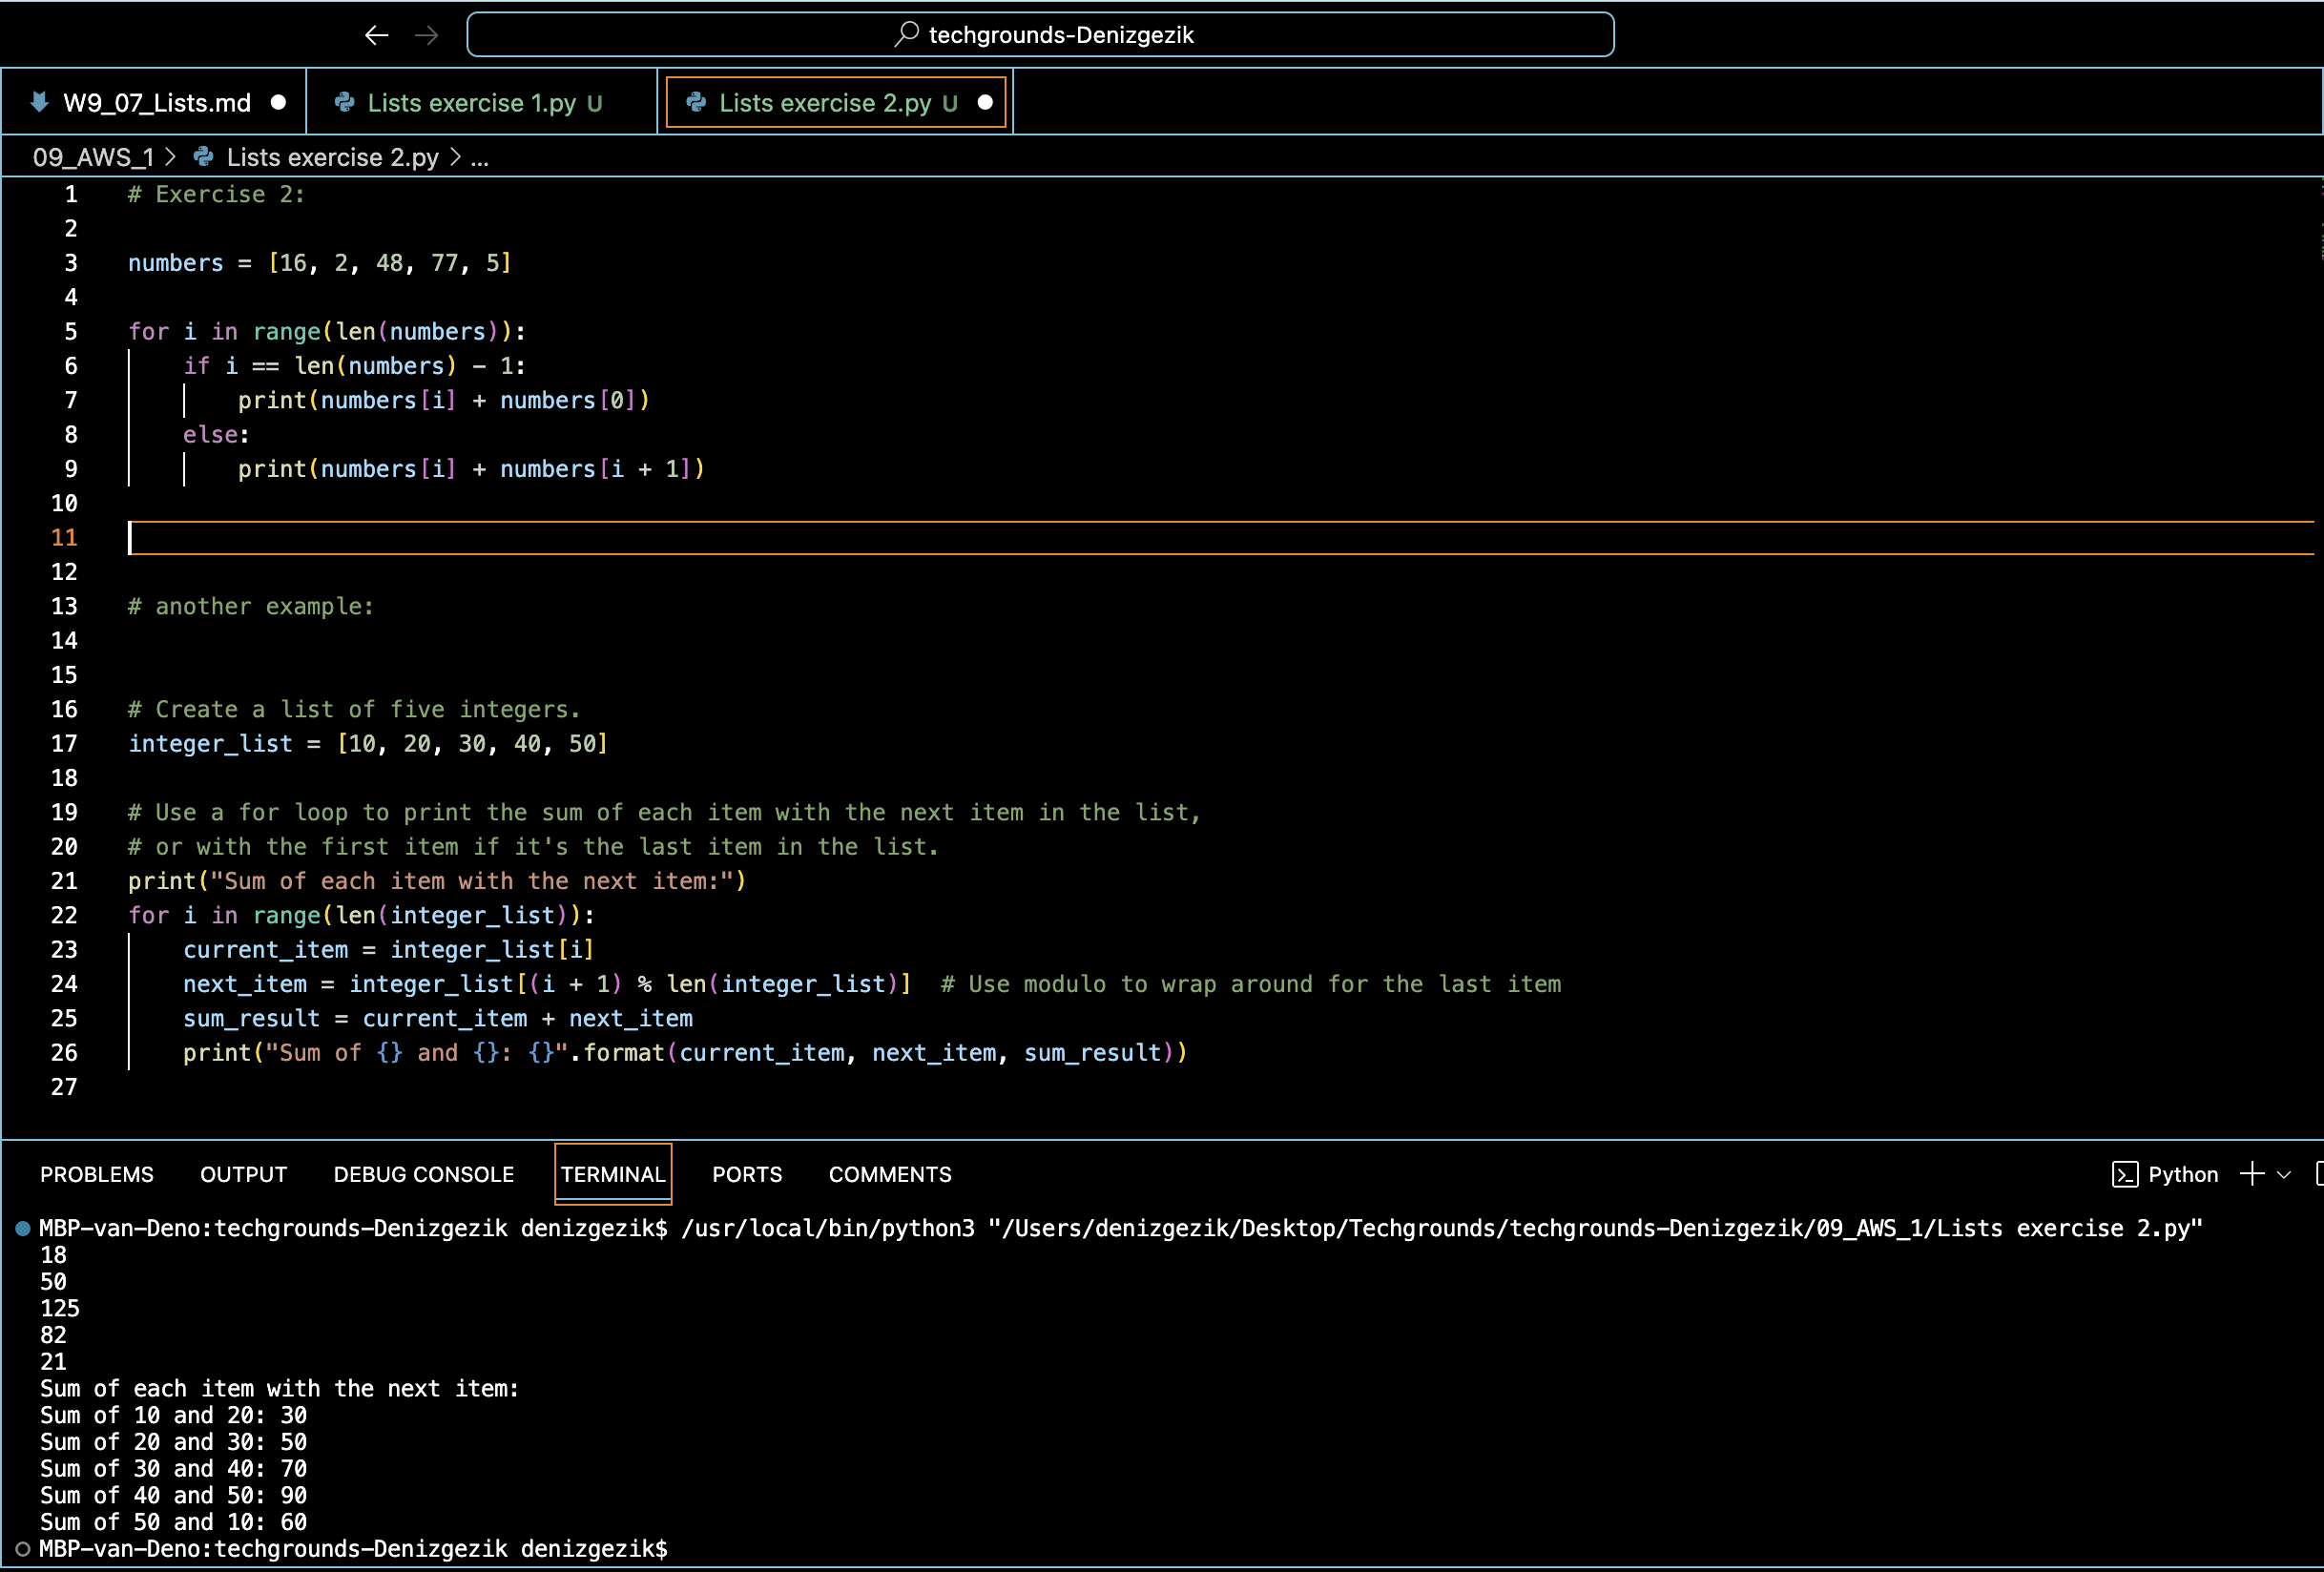 techgrounds-Denizgezik
W9_07_Lists.md
Lists exercise 1.py U
Lists exercise 2.py U
09_AWS_1 > Lists exercise 2.py > ...
1 # Exercise 2:
2
3 numbers = [16, 2, 48, 77, 5]
4
5 for i in range(len(numbers)):
6     if i == len(numbers) - 1:
7         print(numbers[i] + numbers[0])
8     else:
9         print(numbers[i] + numbers[i + 1])
10
11
12
13 # another example:
14
15
16 # Create a list of five integers.
17 integer_list = [10, 20, 30, 40, 50]
18
19 # Use a for loop to print the sum of each item with the next item in the list,
20 # or with the first item if it's the last item in the list.
21 print("Sum of each item with the next item:")
22 for i in range(len(integer_list)):
23     current_item = integer_list[i]
24     next_item = integer_list[(i + 1) % len(integer_list)]  # Use modulo to wrap around for the last item
25     sum_result = current_item + next_item
26     print("Sum of {} and {}: {}".format(current_item, next_item, sum_result))
27
PROBLEMS OUTPUT DEBUG CONSOLE TERMINAL PORTS COMMENTS Python
MBP-van-Deno:techgrounds-Denizgezik denizgezik$ /usr/local/bin/python3 "/Users/denizgezik/Desktop/Techgrounds/techgrounds-Denizgezik/09_AWS_1/Lists exercise 2.py"
18
50
125
82
21
Sum of each item with the next item:
Sum of 10 and 20: 30
Sum of 20 and 30: 50
Sum of 30 and 40: 70
Sum of 40 and 50: 90
Sum of 50 and 10: 60
MBP-van-Deno:techgrounds-Denizgezik denizgezik$